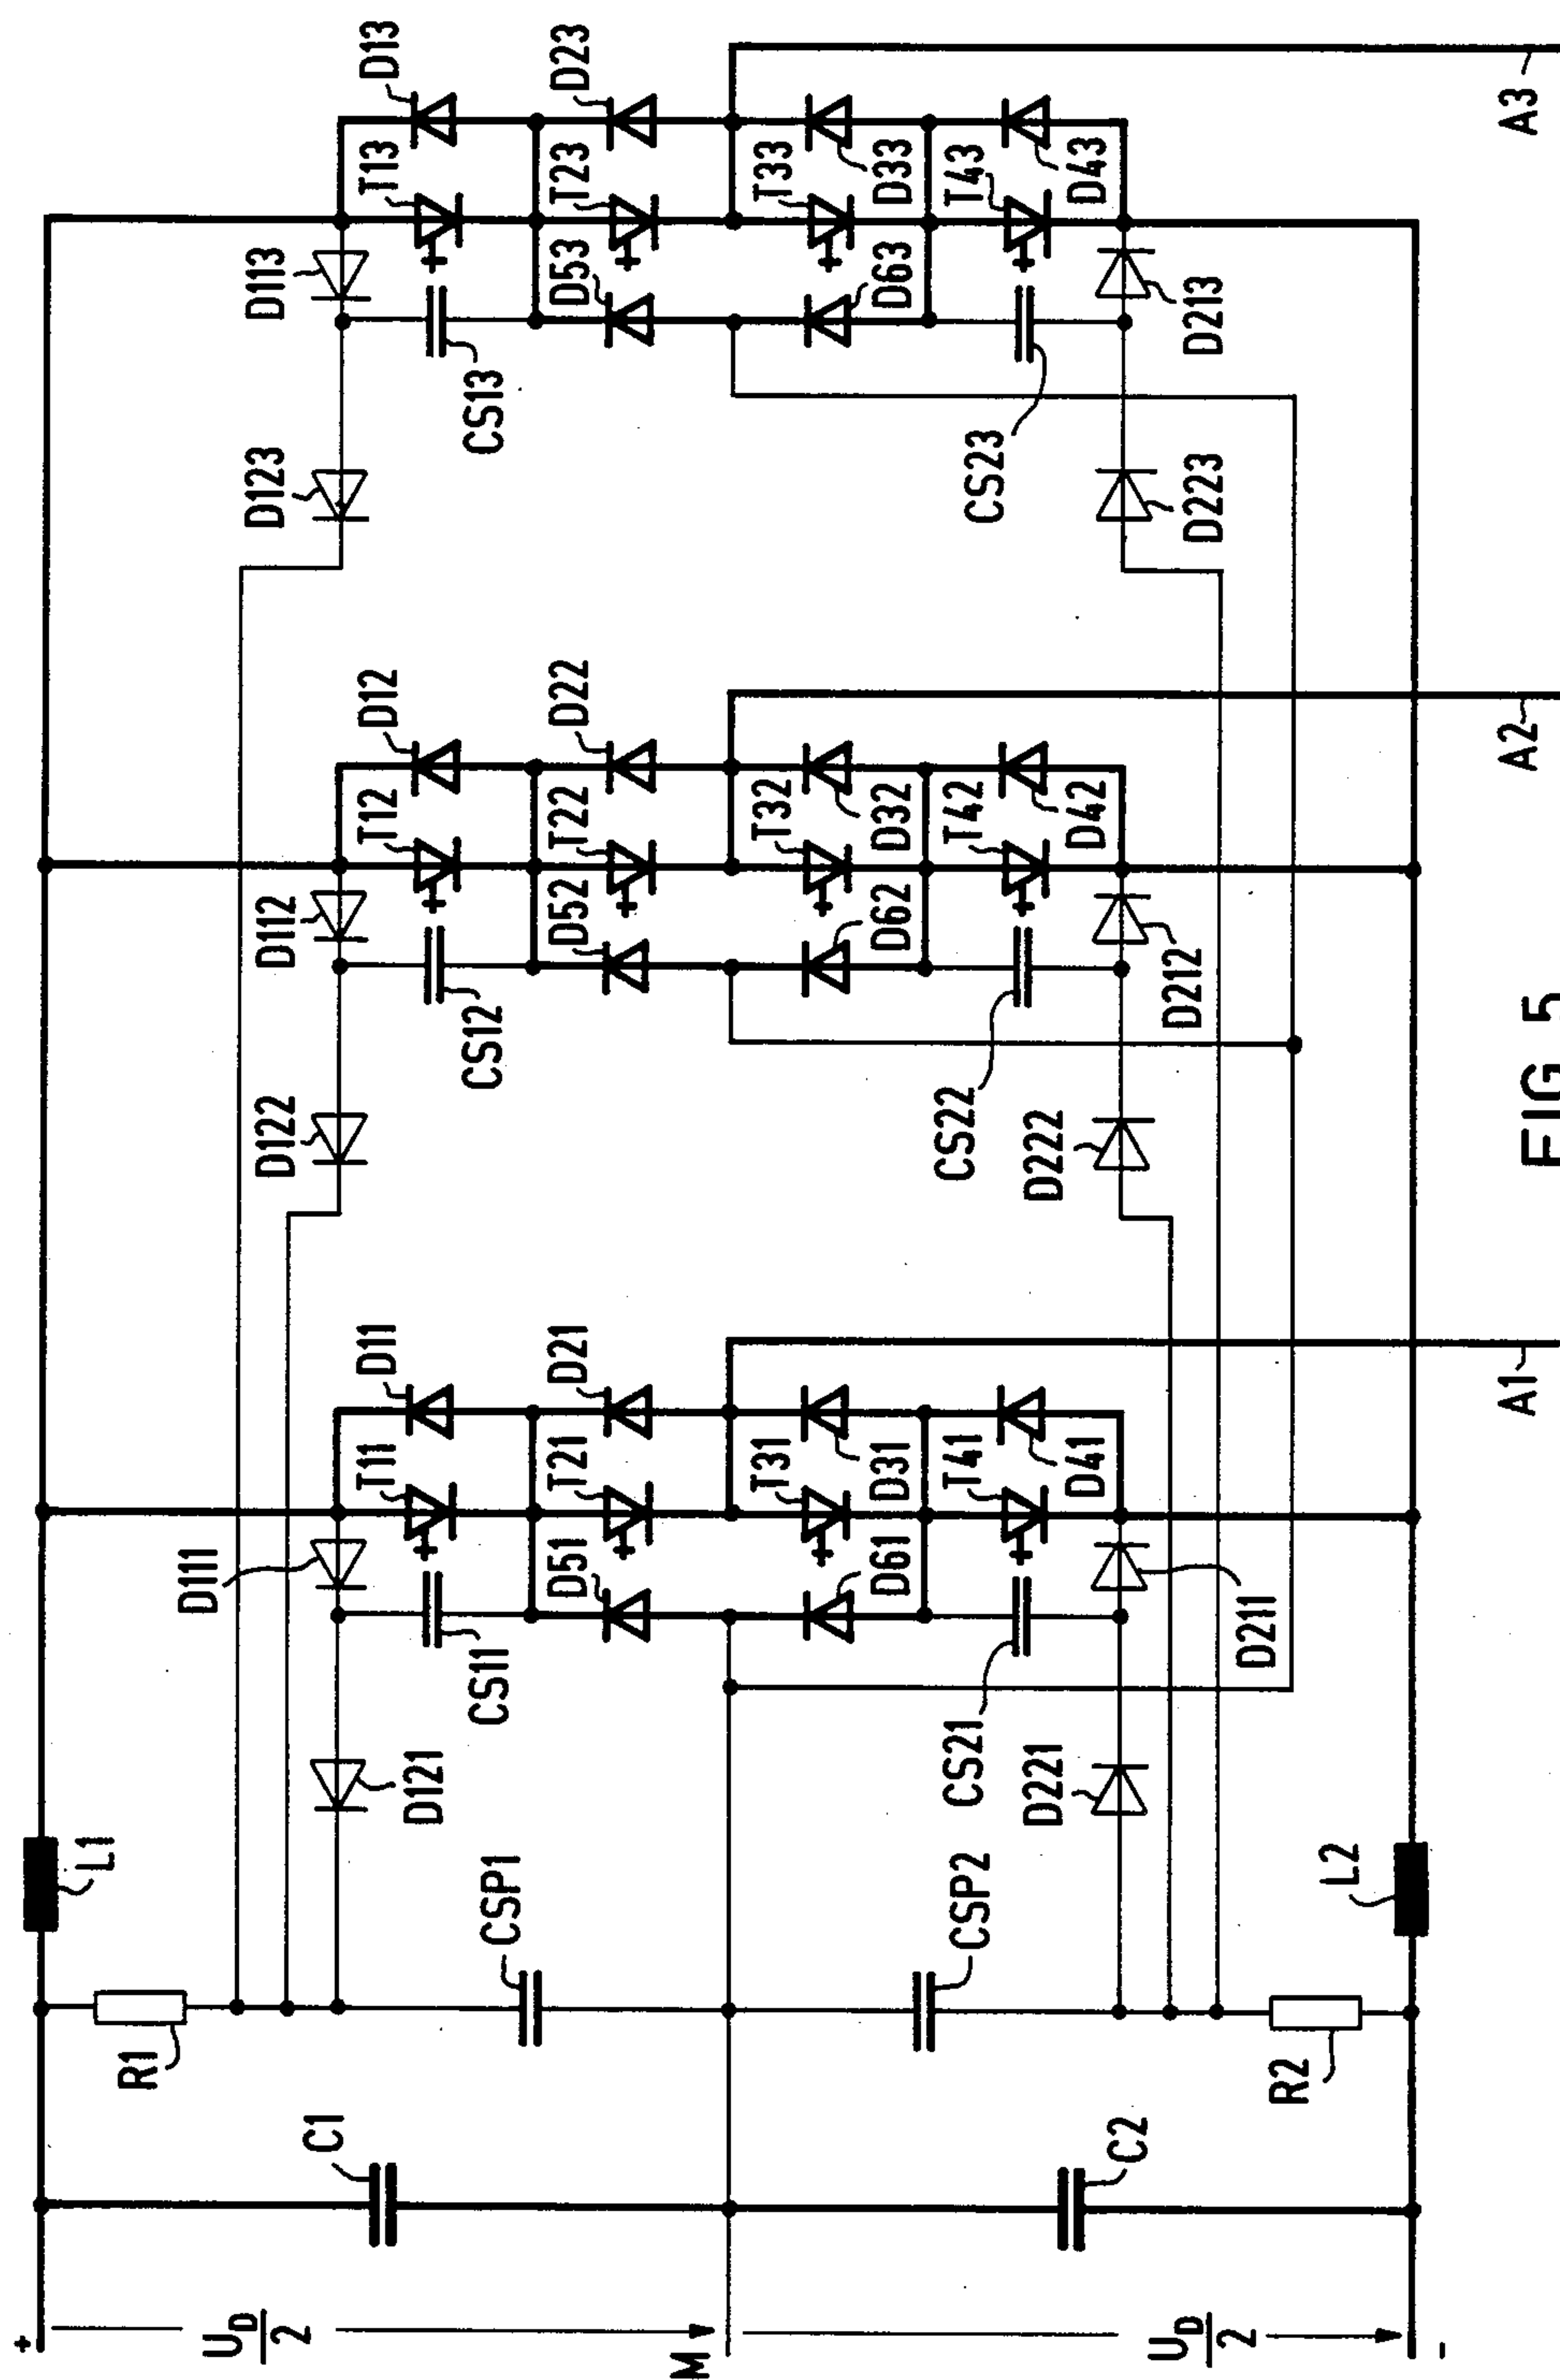 +
U_D/2
M
U_D/2
-
C1
C2
R1
R2
CSP1
CSP2
L1
L2
D121
D221
CS11
CS21
D111
D211
D51
D61
T11
T21
T31
T41
D11
D21
D31
D41
A1
D122
D222
CS12
CS22
D112
D212
D52
D62
T12
T22
T32
T42
D12
D22
D32
D42
A2
D123
D223
CS13
CS23
D113
D213
D53
D63
T13
T23
T33
T43
D13
D23
D33
D43
A3
FIG 5